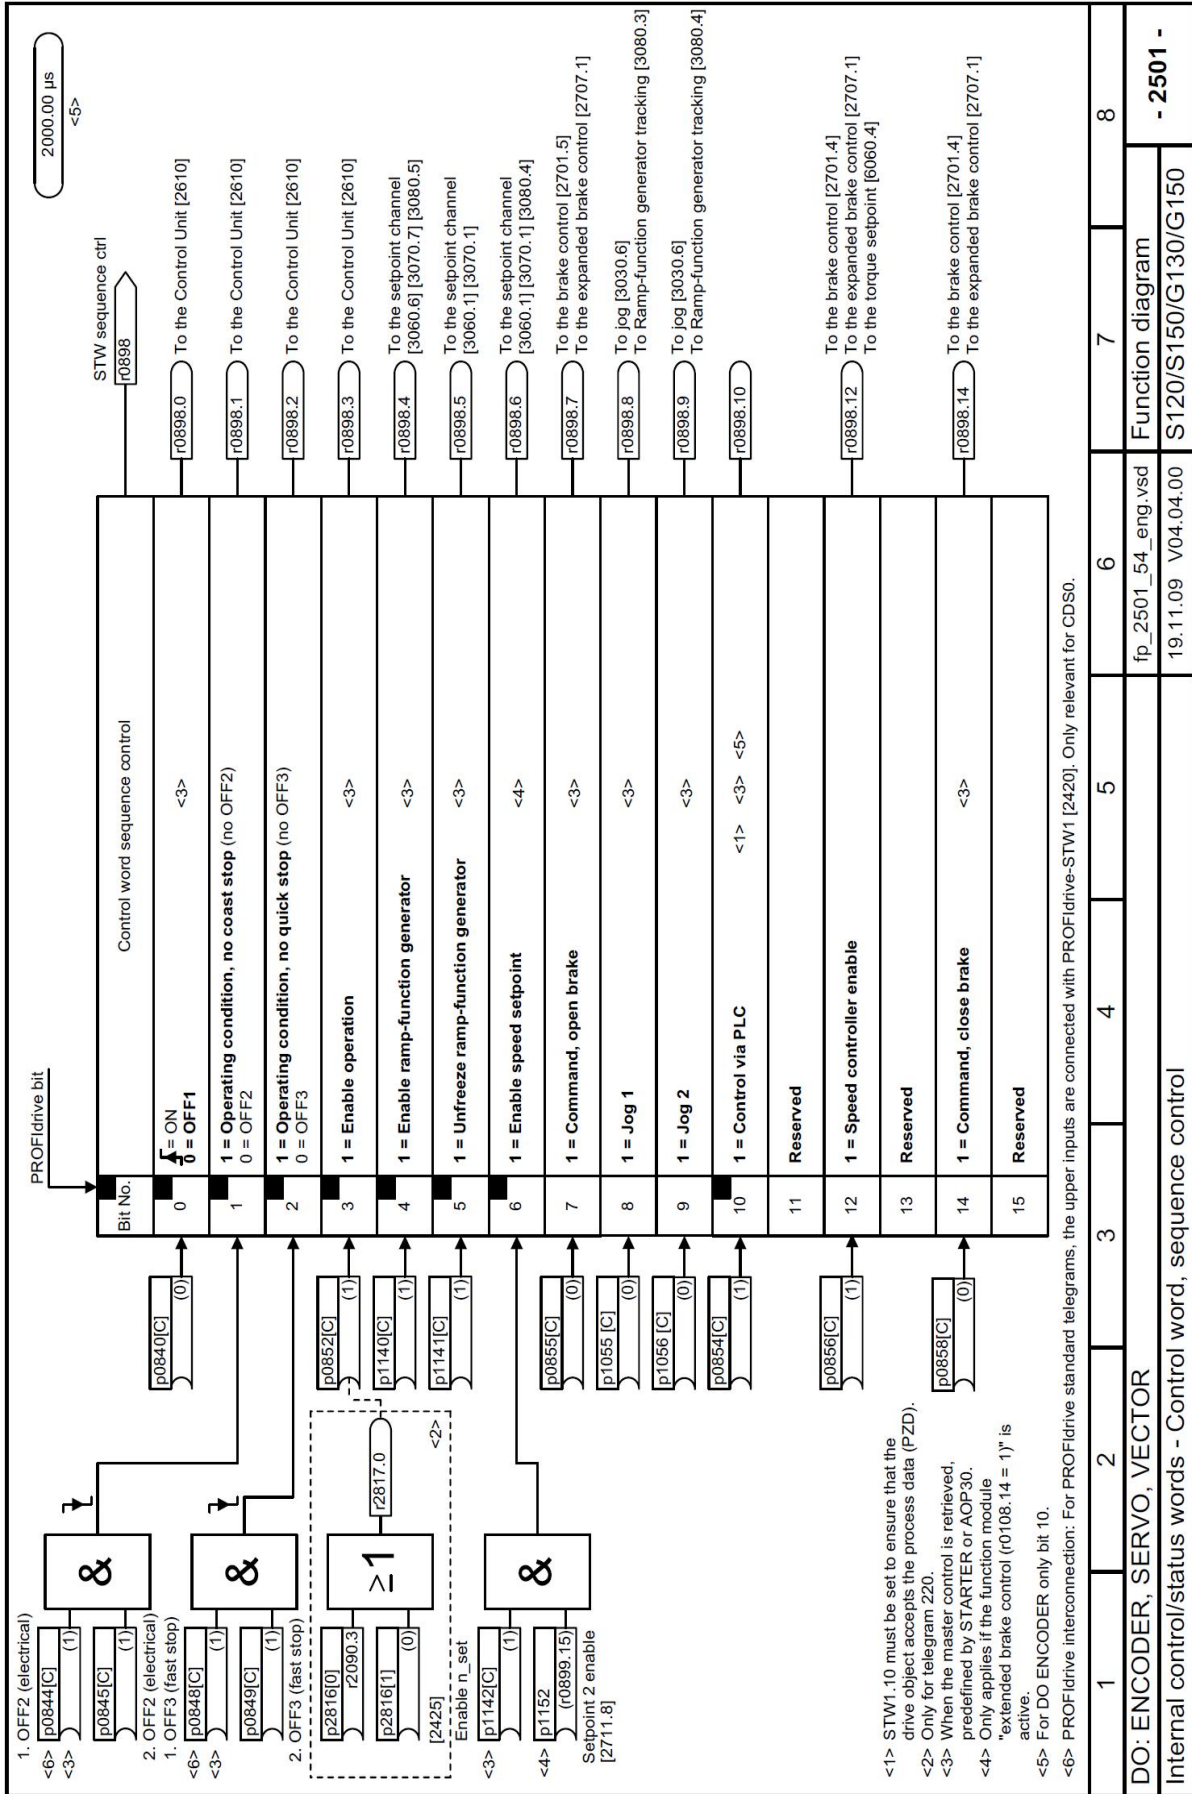 2000.00 µs
<5>
PROFIdrive bit
STW sequence ctrl
r0898
Bit No.
Control word sequence control
1. OFF2 (electrical)
<6>
<3>
p0844[C]
(1)
p0845[C]
(1)
2. OFF2 (electrical)
&
1. OFF3 (fast stop)
<6>
<3>
p0848[C]
(1)
p0849[C]
(1)
2. OFF3 (fast stop)
&
p2816[0]
r2090.3
p2816[1]
(0)
[2425]
≥1
r2817.0
<2>
Enable n_set
<3>
p1142[C]
(1)
<4>
p1152
(r0899.15)
Setpoint 2 enable
[2711.8]
&
p0840[C]
(0)
0
= ON
0 = OFF1
<3>
r0898.0
To the Control Unit [2610]
1
1 = Operating condition, no coast stop (no OFF2)
0 = OFF2
r0898.1
To the Control Unit [2610]
2
1 = Operating condition, no quick stop (no OFF3)
0 = OFF3
r0898.2
To the Control Unit [2610]
p0852[C]
(1)
3
1 = Enable operation
<3>
r0898.3
To the Control Unit [2610]
p1140[C]
(1)
4
1 = Enable ramp-function generator
<3>
r0898.4
To the setpoint channel
[3060.6] [3070.7] [3080.5]
p1141[C]
(1)
5
1 = Unfreeze ramp-function generator
<3>
r0898.5
To the setpoint channel
[3060.1] [3070.1]
6
1 = Enable speed setpoint
<4>
r0898.6
To the setpoint channel
[3060.1] [3070.1] [3080.4]
p0855[C]
(0)
7
1 = Command, open brake
<3>
r0898.7
To the brake control [2701.5]
To the expanded brake control [2707.1]
p1055 [C]
(0)
8
1 = Jog 1
<3>
r0898.8
To jog [3030.6]
To Ramp-function generator tracking [3080.3]
p1056 [C]
(0)
9
1 = Jog 2
<3>
r0898.9
To jog [3030.6]
To Ramp-function generator tracking [3080.4]
p0854[C]
(1)
10
1 = Control via PLC
<1> <3> <5>
r0898.10
11
Reserved
p0856[C]
(1)
12
1 = Speed controller enable
r0898.12
To the brake control [2701.4]
To the expanded brake control [2707.1]
To the torque setpoint [6060.4]
13
Reserved
p0858[C]
(0)
14
1 = Command, close brake
<3>
r0898.14
To the brake control [2701.4]
To the expanded brake control [2707.1]
15
Reserved
<1> STW1.10 must be set to ensure that the
drive object accepts the process data (PZD).
<2> Only for telegram 220.
<3> When the master control is retrieved,
predefined by STARTER or AOP30.
<4> Only applies if the function module
"extended brake control (r0108.14 = 1)" is
active.
<5> For DO ENCODER only bit 10.
<6> PROFIdrive interconnection: For PROFIdrive standard telegrams, the upper inputs are connected with PROFIdrive-STW1 [2420]. Only relevant for CDS0.
1 2 3 4 5 6 7 8
DO: ENCODER, SERVO, VECTOR
fp_2501_54_eng.vsd
Function diagram
- 2501 -
Internal control/status words - Control word, sequence control
19.11.09 V04.04.00
S120/S150/G130/G150